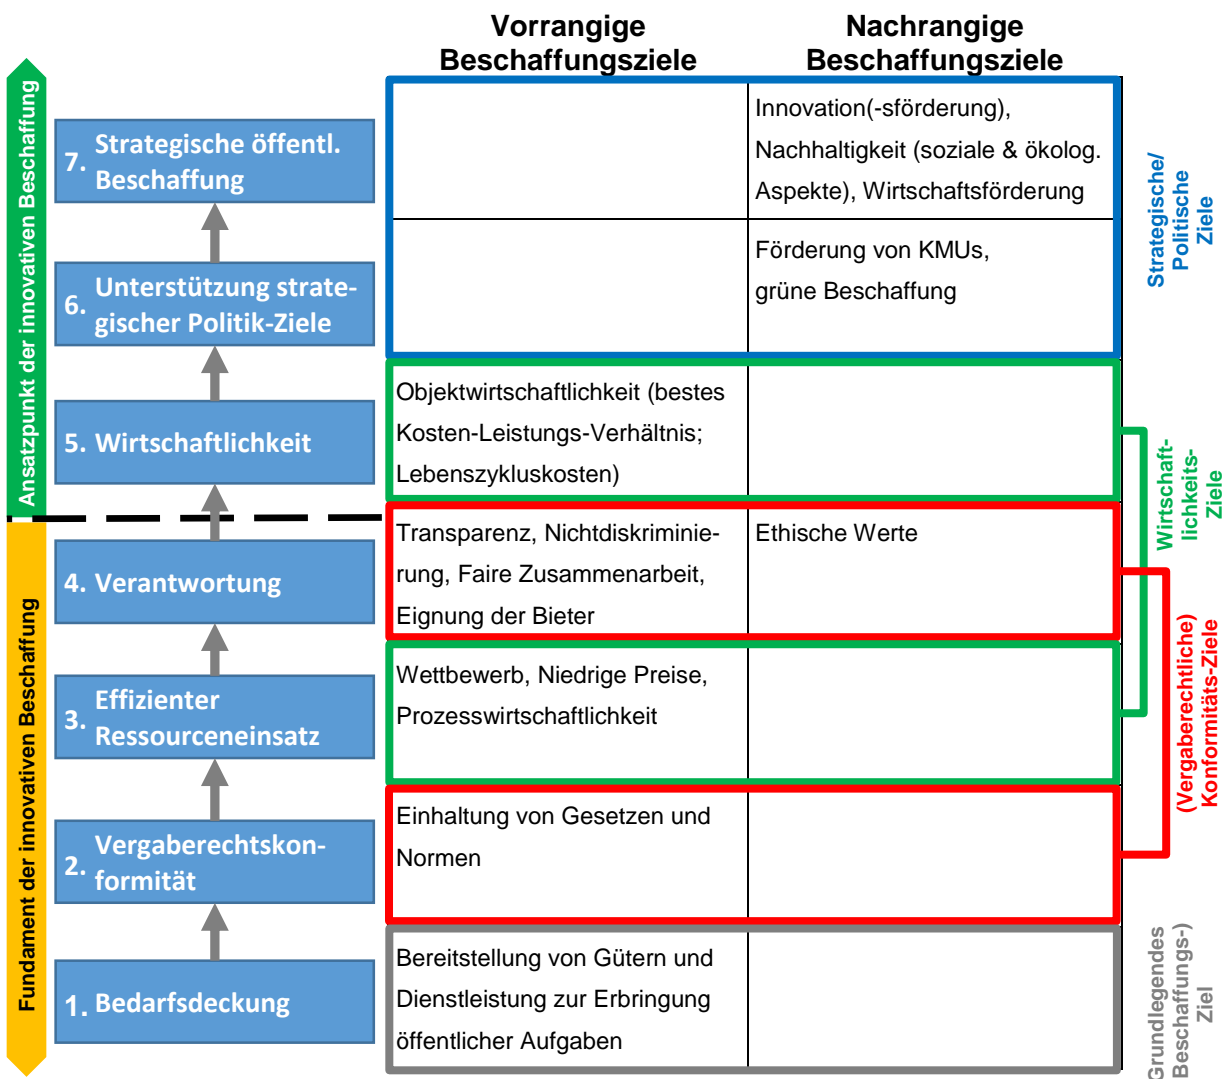 Vorrangige
Beschaffungsziele
Nachrangige
Beschaffungsziele
Ansatzpunkt der innovativen Beschaffung
Fundament der innovativen Beschaffung
7. Strategische öffentl.
Beschaffung
Innovation(-sförderung),
Nachhaltigkeit (soziale & ökolog.
Aspekte), Wirtschaftsförderung
6. Unterstützung strate-
gischer Politik-Ziele
Förderung von KMUs,
grüne Beschaffung
5. Wirtschaftlichkeit
Objektwirtschaftlichkeit (bestes
Kosten-Leistungs-Verhältnis;
Lebenszykluskosten)
4. Verantwortung
Transparenz, Nichtdiskriminie-
rung, Faire Zusammenarbeit,
Eignung der Bieter
Ethische Werte
3. Effizienter
Ressourceneinsatz
Wettbewerb, Niedrige Preise,
Prozesswirtschaftlichkeit
2. Vergaberechtskon-
formität
Einhaltung von Gesetzen und
Normen
1. Bedarfsdeckung
Bereitstellung von Gütern und
Dienstleistung zur Erbringung
öffentlicher Aufgaben
Strategische/
Politische
Ziele
Wirtschaft-
lichkeits-
Ziele
(Vergaberechtliche)
Konformitäts-Ziele
Grundlegendes
Beschaffungs-)
Ziel